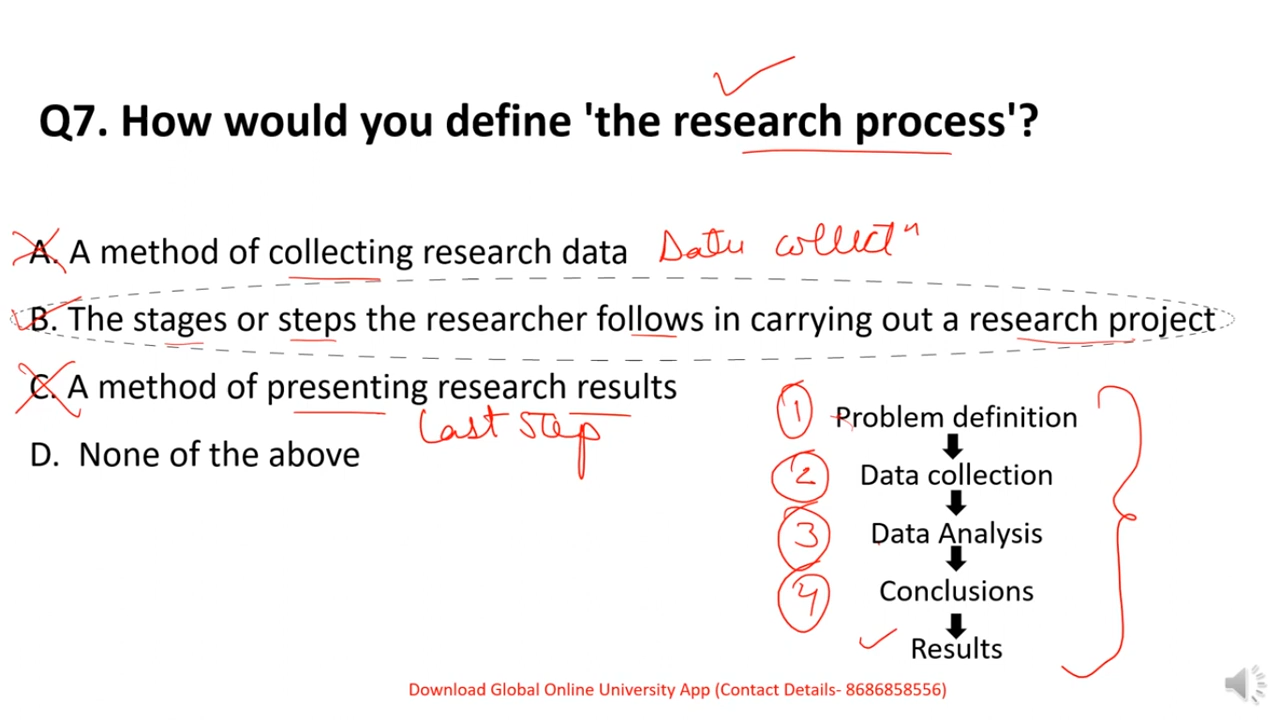 Q7. How would you define 'the research process'?
A. A method of collecting research data Data collectⁿ
B. The stages or steps the researcher follows in carrying out a research project
C. A method of presenting research results
Last step
D. None of the above
1 Problem definition
2 Data collection
3 Data Analysis
4 Conclusions
Results
Download Global Online University App (Contact Details- 8686858556)